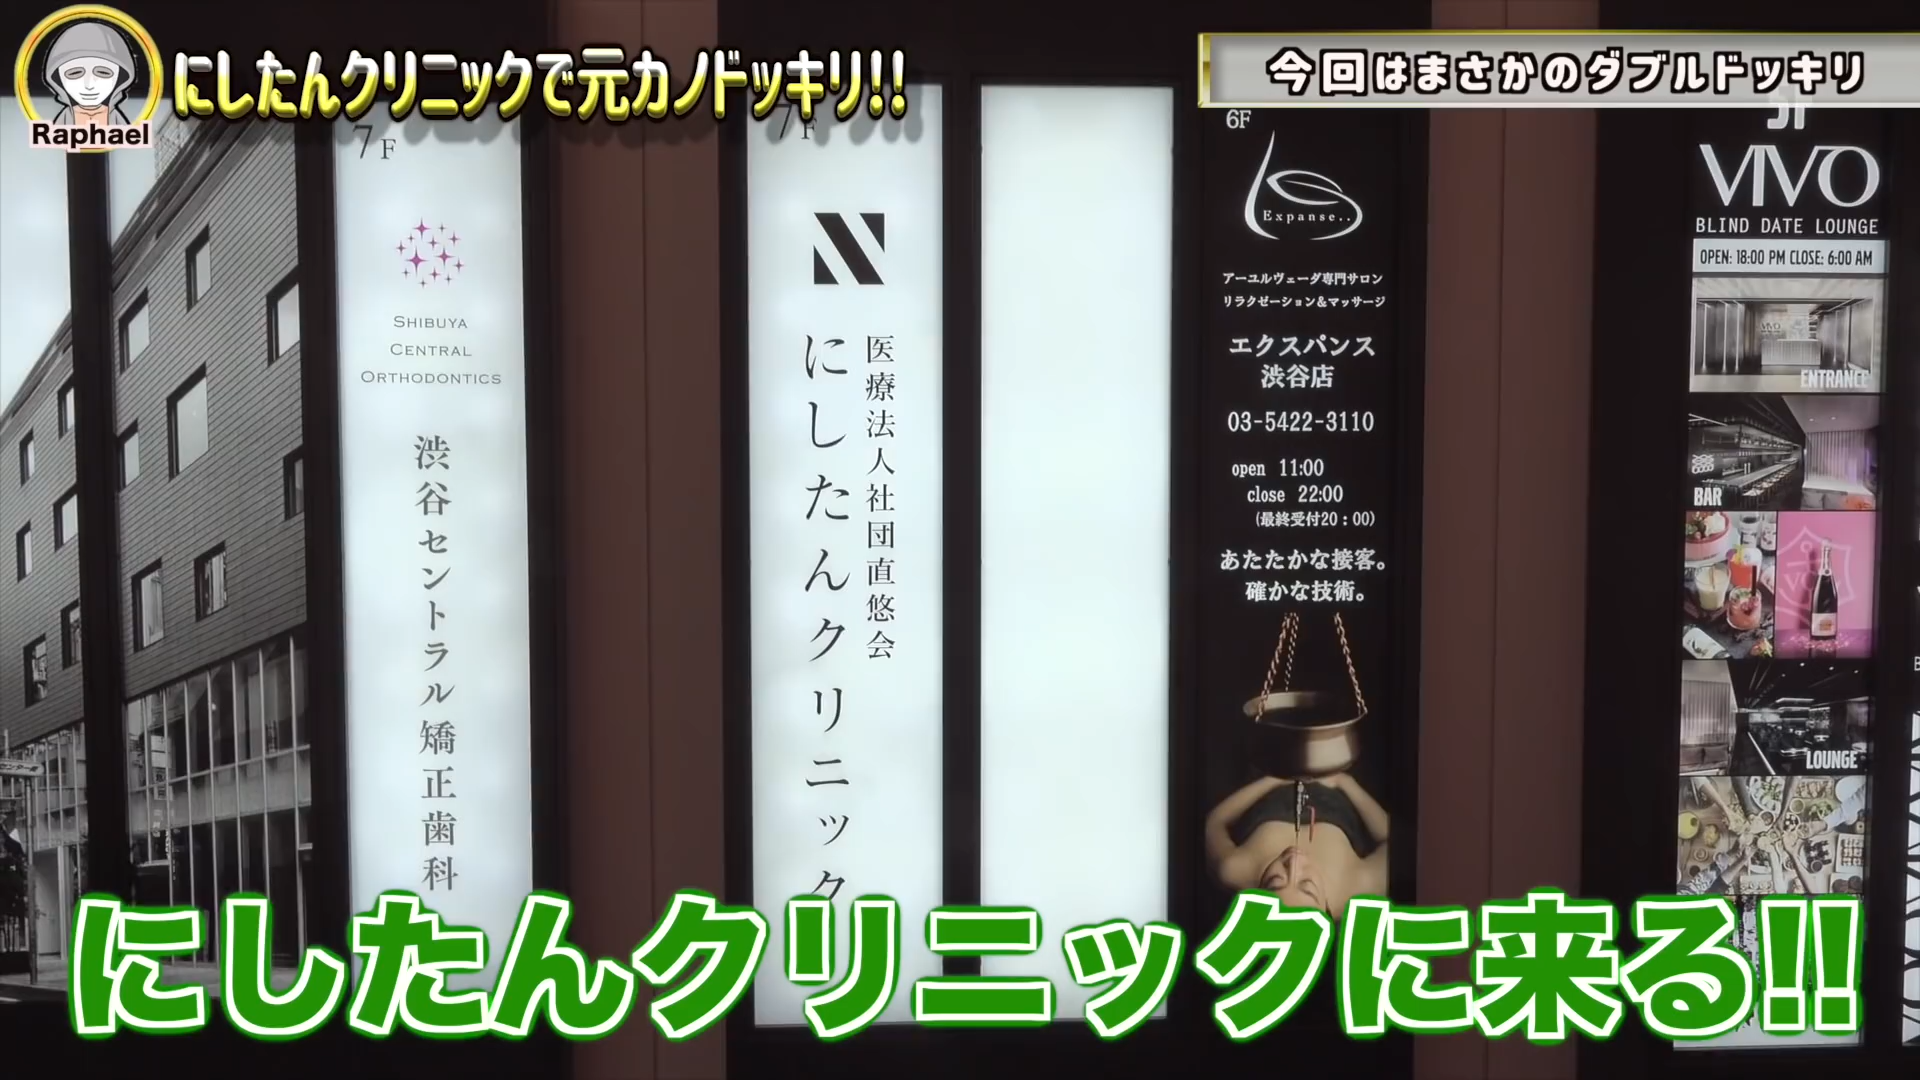 Raphael
にしたんクリニックで元カノドッキリ!!
今回はまさかのダブルドッキリ
7F
SHIBUYA
CENTRAL
ORTHODONTICS
渋谷セントラル矯正歯科
7F
医療法人社団直悠会
にしたんクリニック
6F
Expanse..
アーユルヴェーダ専門サロン
リラクゼーション&マッサージ
エクスパンス
渋谷店
03-5422-3110
open 11:00
close 22:00
(最終受付20:00)
あたたかな接客。
確かな技術。
VIVO
BLIND DATE LOUNGE
OPEN: 18:00 PM CLOSE: 6:00 AM
ENTRANCE
BAR
LOUNGE
にしたんクリニックに来る!!